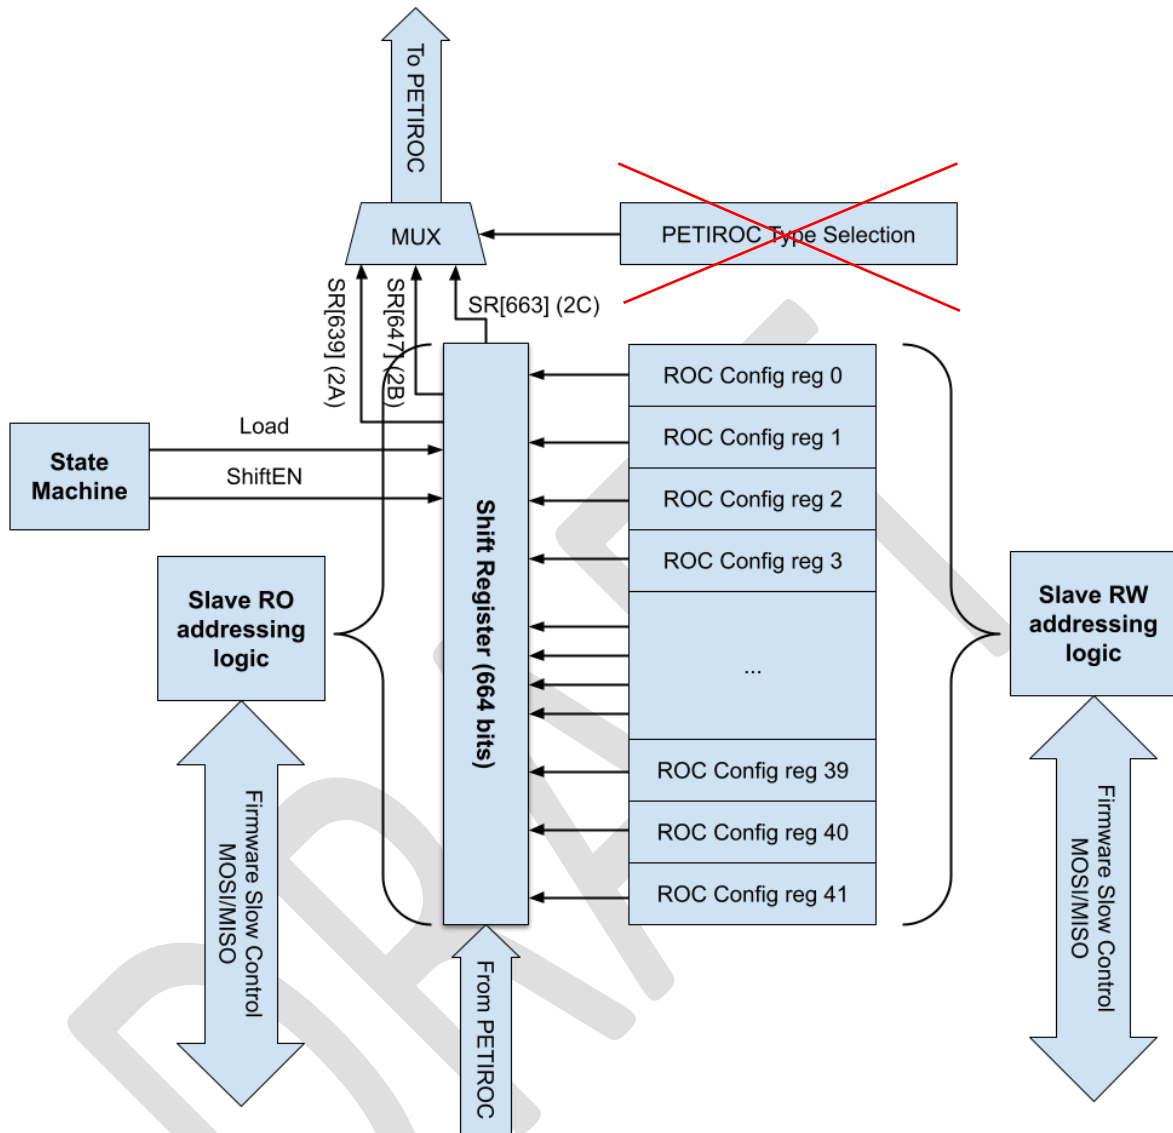 To PETIROC
MUX
PETIROC Type Selection
SR[639] (2A)
SR[647] (2B)
SR[663] (2C)
ROC Config reg 0
ROC Config reg 1
ROC Config reg 2
ROC Config reg 3
...
ROC Config reg 39
ROC Config reg 40
ROC Config reg 41
Load
ShiftEN
State
Machine
Shift Register (664 bits)
Slave RO
addressing
logic
Slave RW
addressing
logic
Firmware Slow Control
MOSI/MISO
Firmware Slow Control
MOSI/MISO
From PETIROC
DRAFT